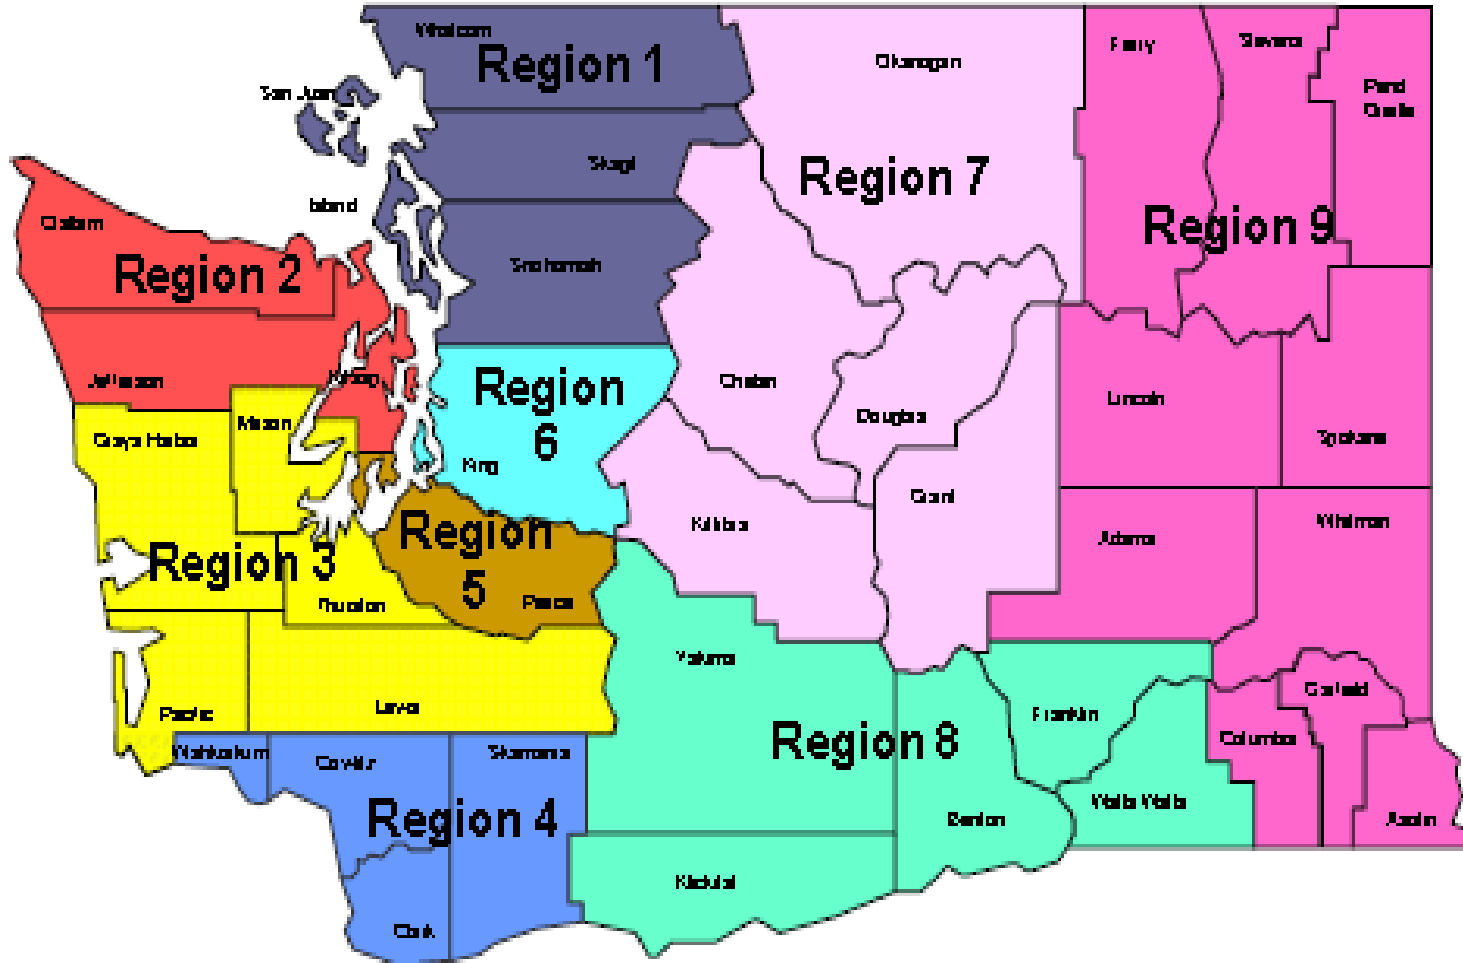 Whatcom
Region 1
Okanogan
Ferry
Stevens
Pend
Oreille
San Juan
Skagit
Region 7
Island
Clallam
Region 9
Region 2
Snohomish
Jefferson
Kitsap
Region
6
Chelan
Douglas
Lincoln
Spokane
Grays Harbor
Mason
King
Grant
Kittitas
Adams
Whitman
Region
5
Region 3
Thurston
Pierce
Yakima
Pacific
Lewis
Franklin
Garfield
Columbia
Region 8
Wahkiakum
Cowlitz
Skamania
Region 4
Benton
Walla Walla
Asotin
Klickitat
Clark